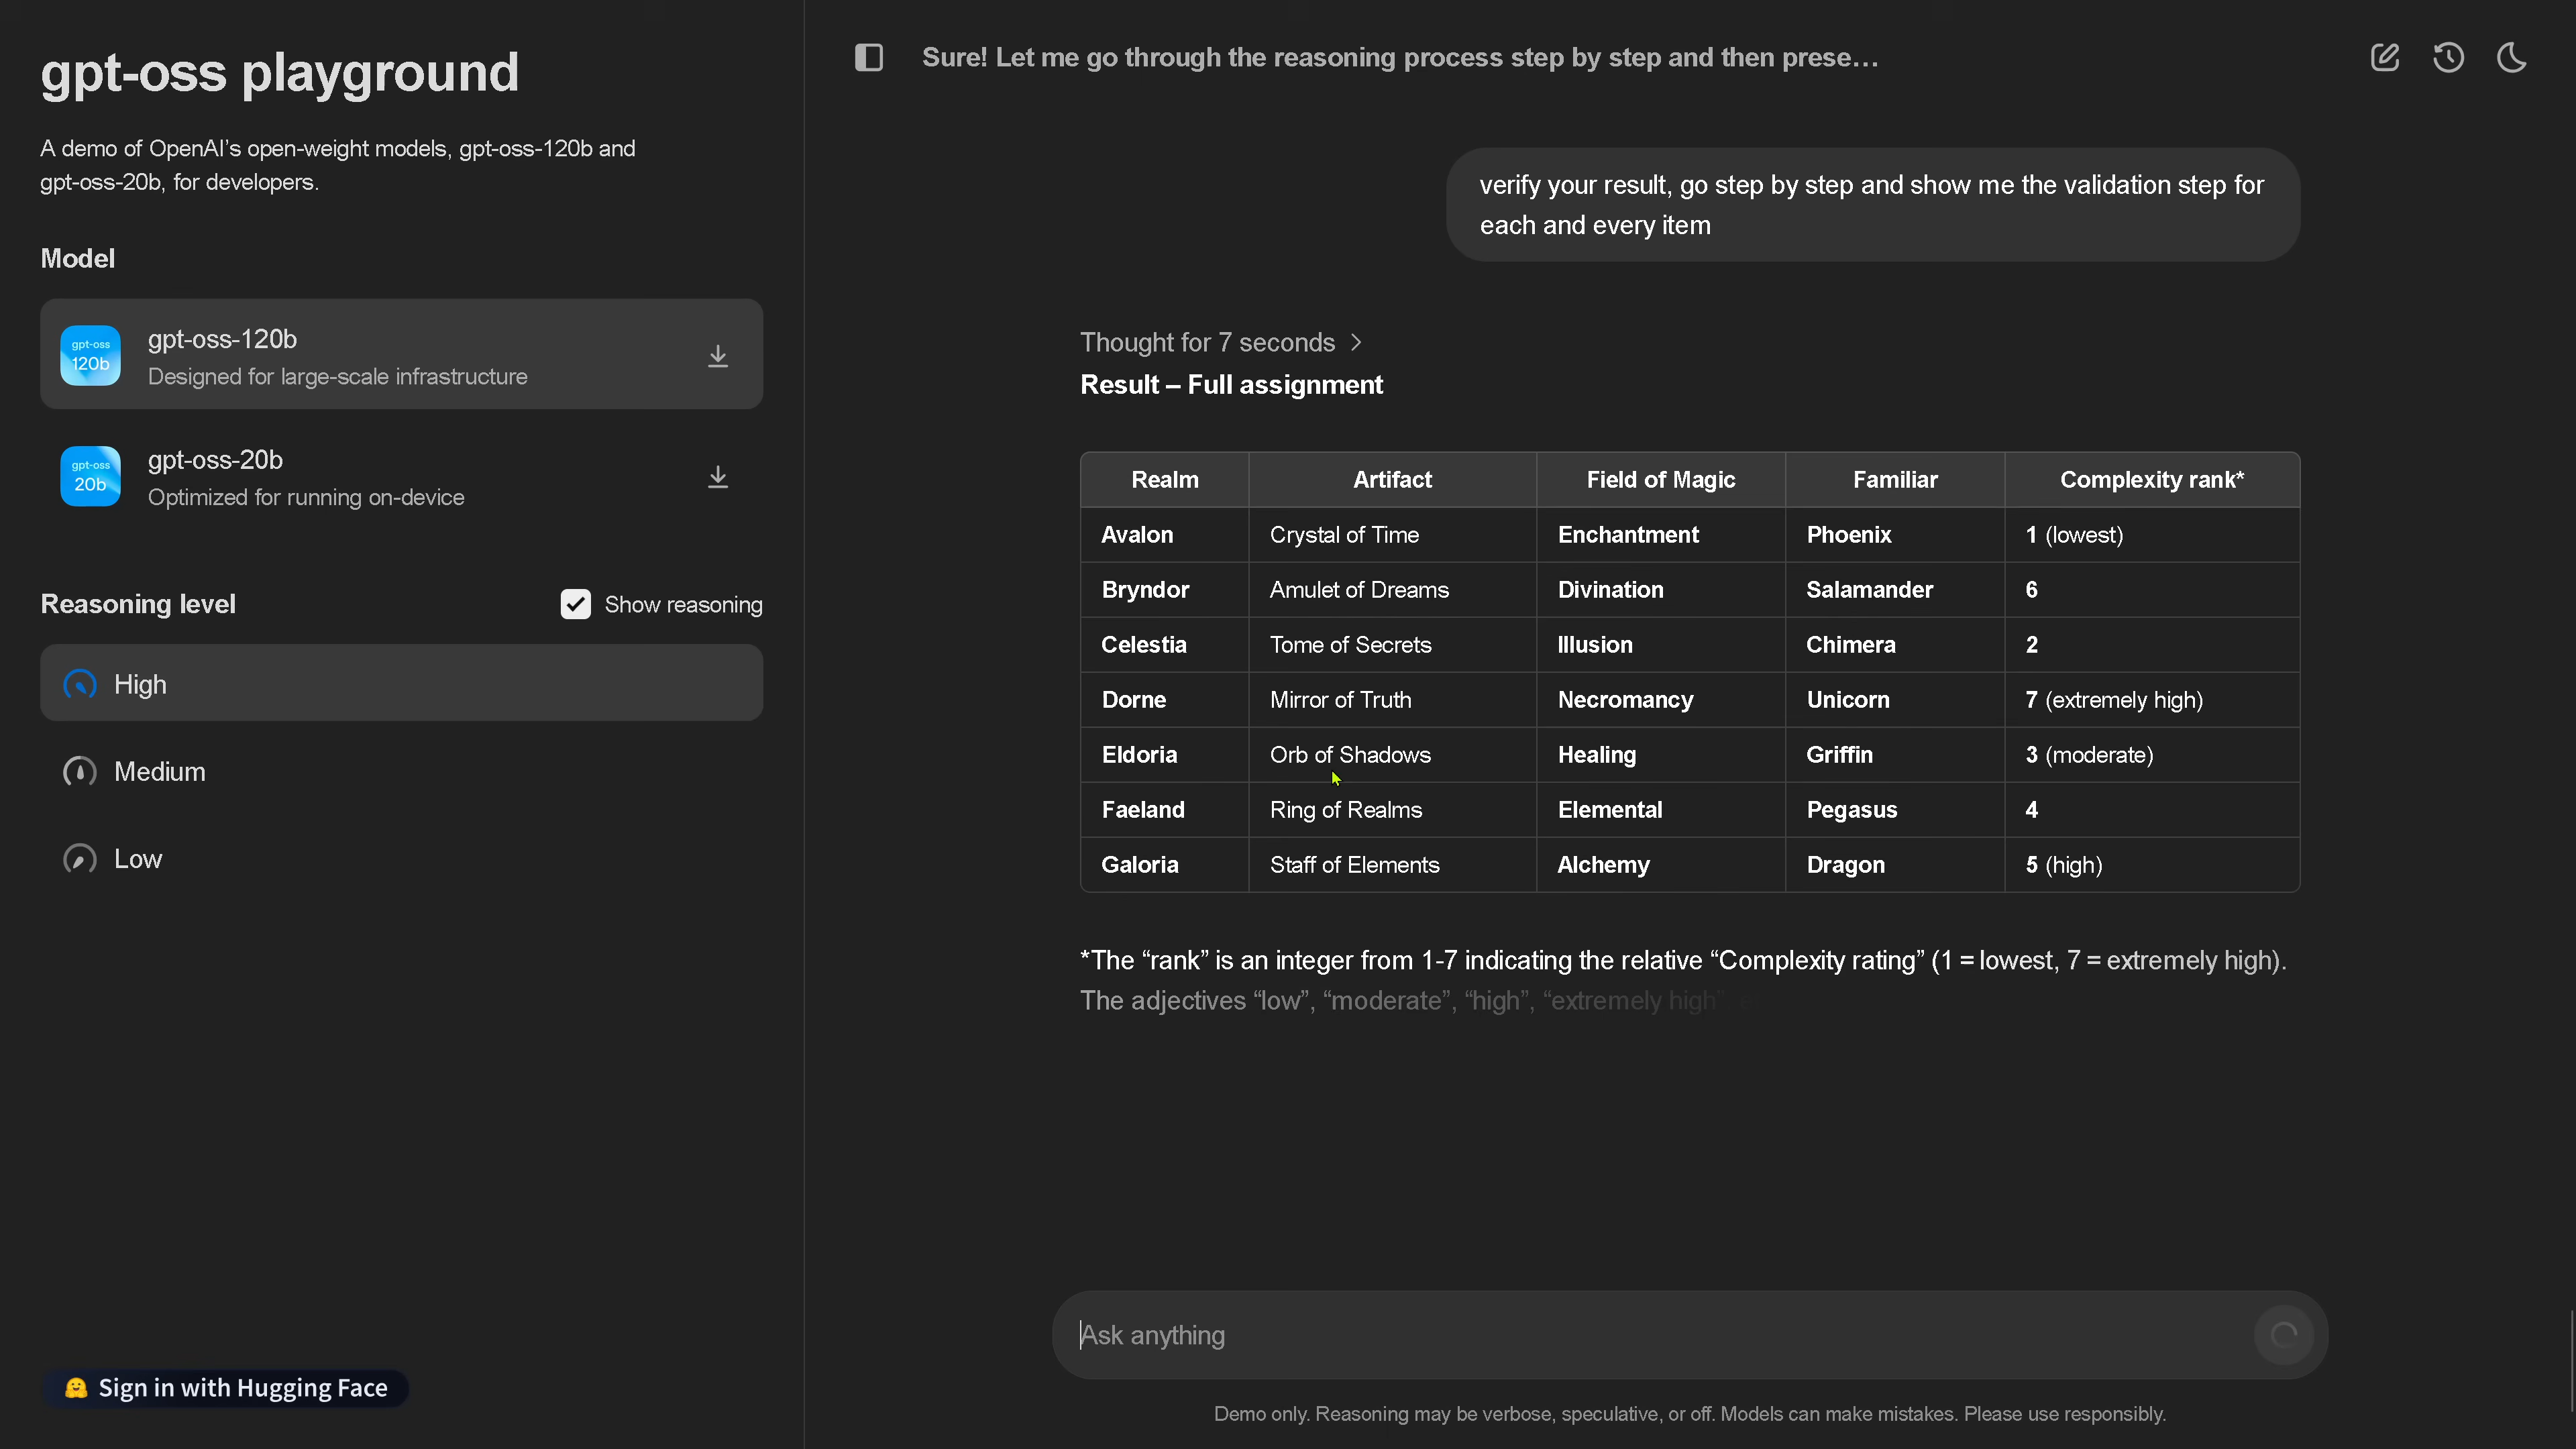 gpt-oss playground
A demo of OpenAI's open-weight models, gpt-oss-120b and
gpt-oss-20b, for developers.
Model
gpt-oss
120b
gpt-oss-120b
Designed for large-scale infrastructure
gpt-oss
20b
gpt-oss-20b
Optimized for running on-device
Reasoning level
Show reasoning
High
Medium
Low
Sign in with Hugging Face
Sure! Let me go through the reasoning process step by step and then prese…
verify your result, go step by step and show me the validation step for
each and every item
Thought for 7 seconds
Result – Full assignment
Realm Artifact Field of Magic Familiar Complexity rank*
Avalon Crystal of Time Enchantment Phoenix 1 (lowest)
Bryndor Amulet of Dreams Divination Salamander 6
Celestia Tome of Secrets Illusion Chimera 2
Dorne Mirror of Truth Necromancy Unicorn 7 (extremely high)
Eldoria Orb of Shadows Healing Griffin 3 (moderate)
Faeland Ring of Realms Elemental Pegasus 4
Galoria Staff of Elements Alchemy Dragon 5 (high)
*The “rank” is an integer from 1-7 indicating the relative “Complexity rating” (1 = lowest, 7 = extremely high).
The adjectives “low”, “moderate”, “high”, “extremely high”
Ask anything
Demo only. Reasoning may be verbose, speculative, or off. Models can make mistakes. Please use responsibly.